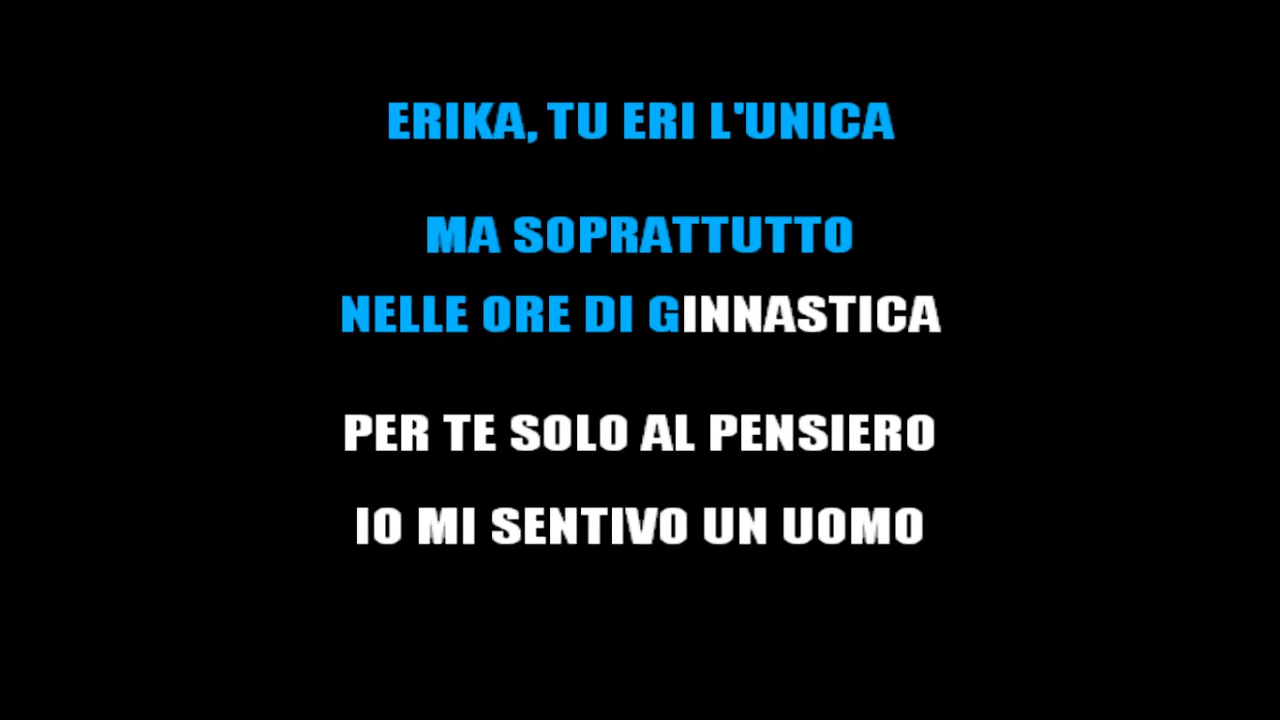 ERIKA, TU ERI L'UNICA
MA SOPRATTUTTO
NELLE ORE DI GINNASTICA
PER TE SOLO AL PENSIERO
IO MI SENTIVO UN UOMO